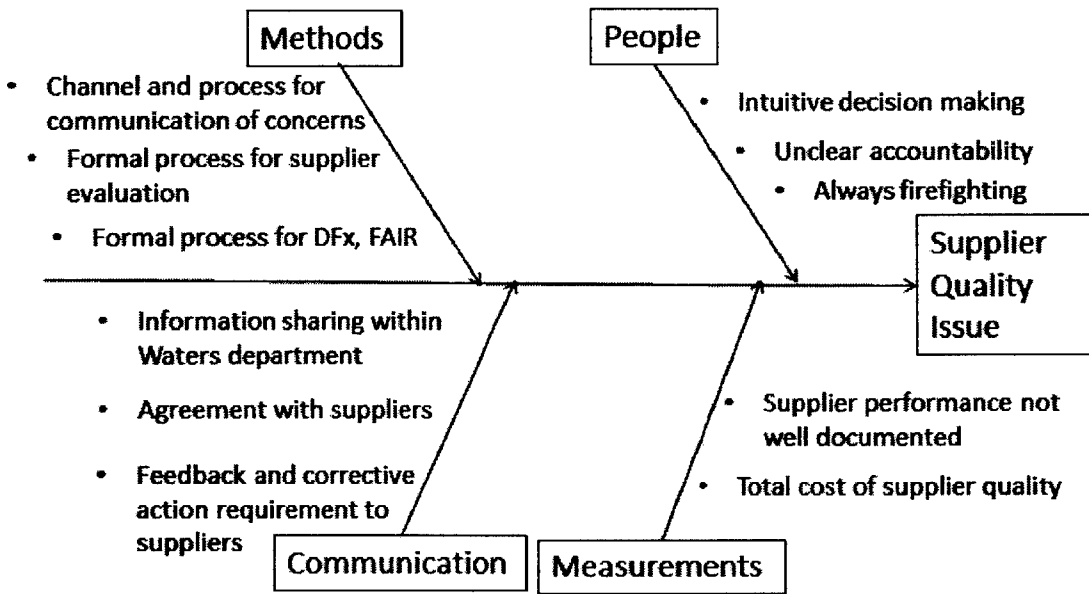 Methods
• Channel and process for
communication of concerns
• Formal process for supplier
evaluation
• Formal process for DFx, FAIR
People
• Intuitive decision making
• Unclear accountability
• Always firefighting
Supplier
Quality
Issue
• Information sharing within
Waters department
• Agreement with suppliers
• Feedback and corrective
action requirement to
suppliers
Communication
• Supplier performance not
well documented
• Total cost of supplier quality
Measurements